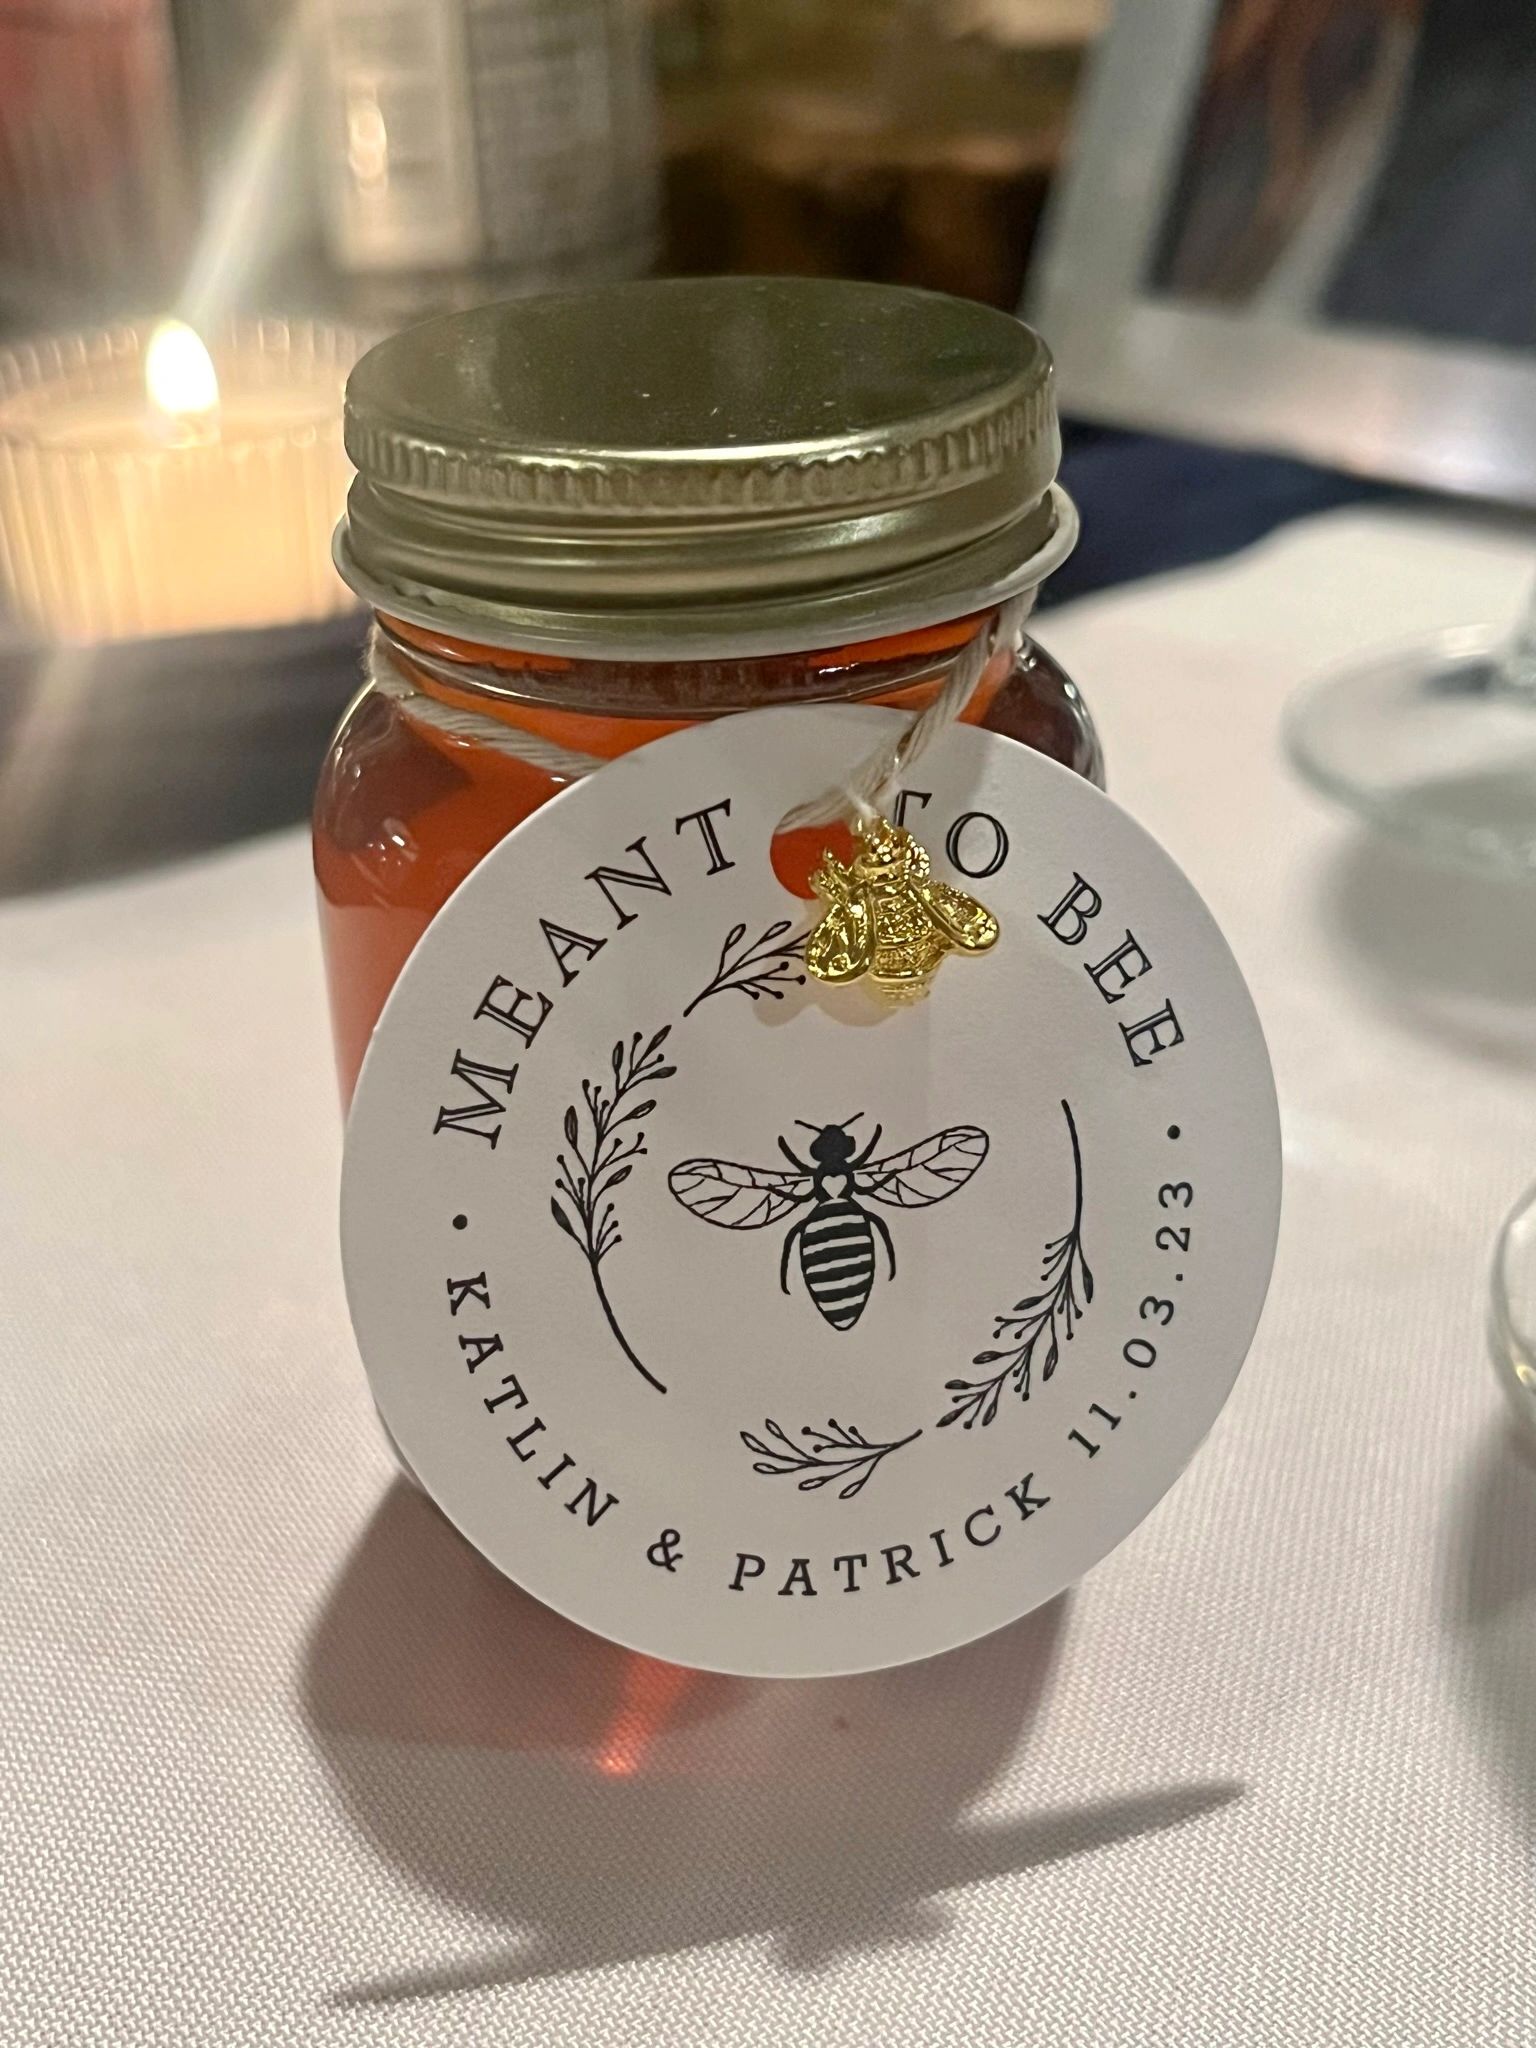 MEANT TO BEE
• KATLIN & PATRICK 11.03.23 •